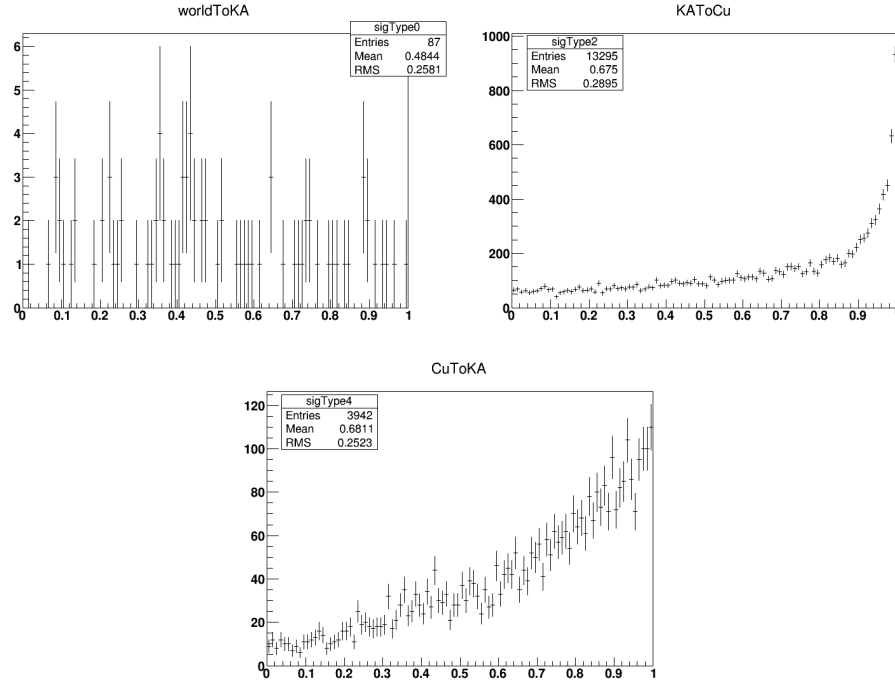 worldToKA
sigType0
Entries 87
Mean 0.4844
RMS 0.2581
6
5
4
3
2
1
0
0 0.1 0.2 0.3 0.4 0.5 0.6 0.7 0.8 0.9 1
KAToCu
sigType2
Entries 13295
Mean 0.675
RMS 0.2895
1000
800
600
400
200
0
0 0.1 0.2 0.3 0.4 0.5 0.6 0.7 0.8 0.9
CuToKA
sigType4
Entries 3942
Mean 0.6811
RMS 0.2523
120
100
80
60
40
20
0
0 0.1 0.2 0.3 0.4 0.5 0.6 0.7 0.8 0.9 1